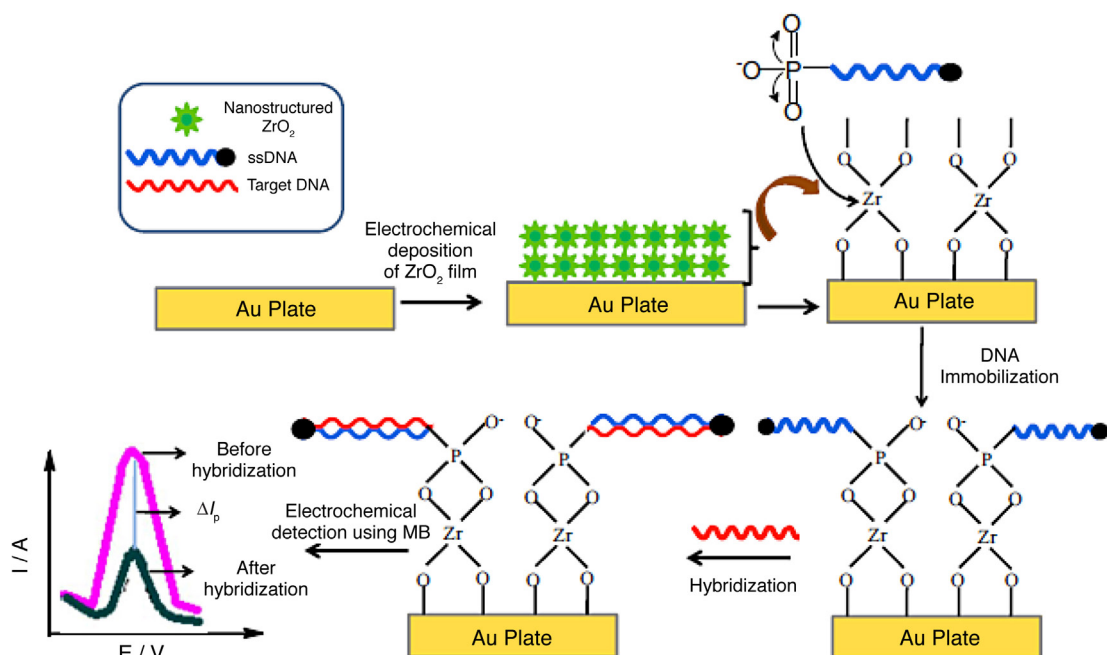 Nanostructured
ZrO₂
ssDNA
Target DNA
Au Plate
Electrochemical
deposition
of ZrO₂ film
Au Plate
O
⁻O
P
O
O
O
Zr
Zr
O
O
O
O
Au Plate
DNA
Immobilization
O⁻
O⁻
P
P
O
O
O
O
Zr
Zr
O
O
O
O
Au Plate
Hybridization
O⁻
O⁻
P
P
O
O
O
O
Zr
Zr
O
O
O
O
Au Plate
Electrochemical
detection using MB
Before
hybridization
ΔIₚ
After
hybridization
I / A
E / V